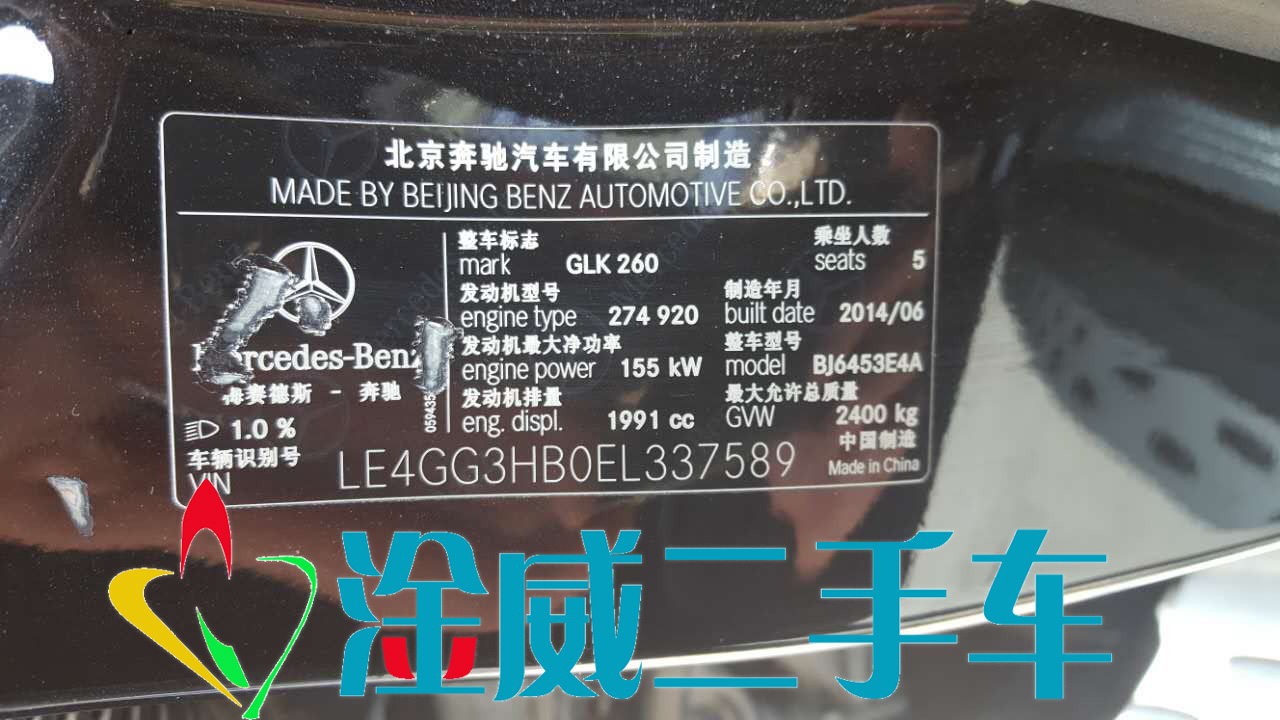 北京奔驰汽车有限公司制造
MADE BY BEIJING BENZ AUTOMOTIVE CO.,LTD.
整车标志
mark GLK 260
乘坐人数
seats 5
发动机型号
engine type 274 920
制造年月
built date 2014/06
发动机最大净功率
engine power 155 kW
整车型号
model BJ6453E4A
发动机排量
eng. displ. 1991 cc
最大允许总质量
GVW 2400 kg
Mercedes-Benz
梅赛德斯 - 奔驰
1.0 %
车辆识别号
VIN LE4GG3HB0EL337589
中国制造
Made in China
淦威二手车